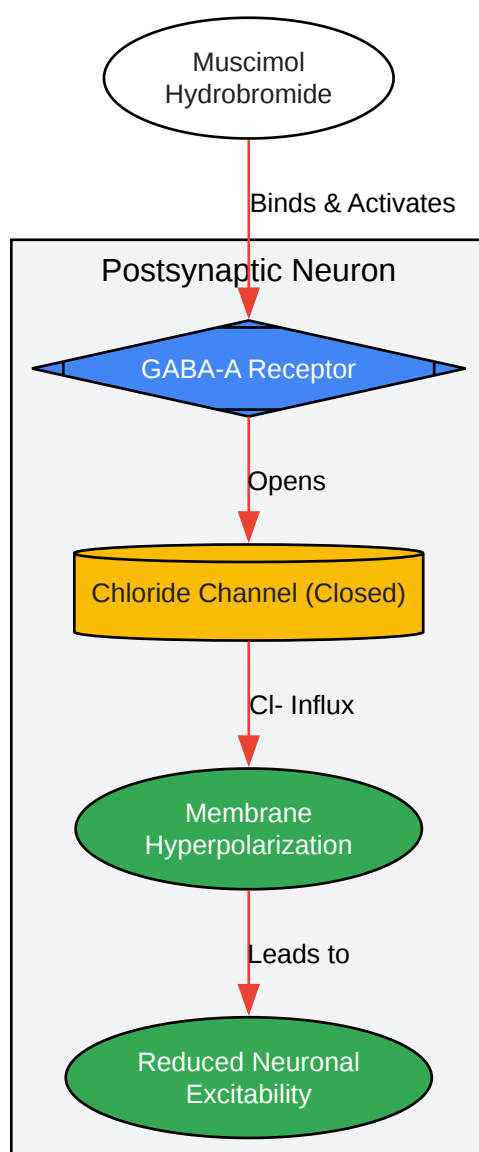 Muscimol
Hydrobromide
Binds & Activates
Postsynaptic Neuron
GABA-A Receptor
Opens
Chloride Channel (Closed)
Cl- Influx
Membrane
Hyperpolarization
Leads to
Reduced Neuronal
Excitability